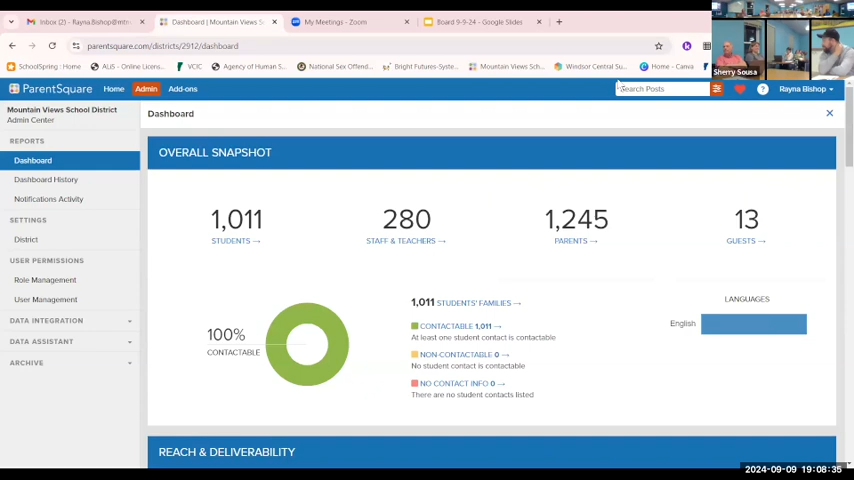 Inbox (2) - Rayna.Bishop@mtn
Dashboard | Mountain Views S
My Meetings - Zoom
Board 9-9-24 - Google Slides
parentsquare.com/districts/2912/dashboard
SchoolSpring : Home
ALiS - Online Licens...
VCIC
Agency of Human S...
National Sex Offend...
Bright Futures-Syste...
Mountain Views Sch...
Windsor Central Su...
Home - Canva
Sherry Sousa
ParentSquare
Home
Admin
Add-ons
Search Posts
Rayna Bishop
Mountain Views School District
Admin Center
Dashboard
REPORTS
Dashboard
Dashboard History
Notifications Activity
SETTINGS
District
USER PERMISSIONS
Role Management
User Management
DATA INTEGRATION
DATA ASSISTANT
ARCHIVE
OVERALL SNAPSHOT
1,011
280
1,245
13
STUDENTS →
STAFF & TEACHERS →
PARENTS →
GUESTS →
100%
CONTACTABLE
1,011 STUDENTS' FAMILIES →
CONTACTABLE 1,011 →
At least one student contact is contactable
NON-CONTACTABLE 0 →
No student contact is contactable
NO CONTACT INFO 0 →
There are no student contacts listed
LANGUAGES
English
REACH & DELIVERABILITY
2024-09-09 19:08:35